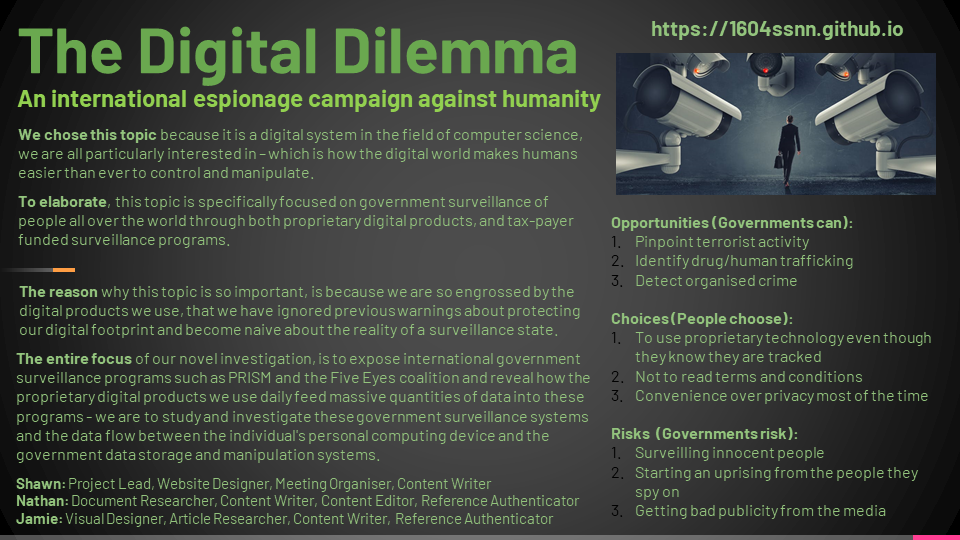 The Digital Dilemma
An international espionage campaign against humanity
We chose this topic because it is a digital system in the field of computer science,
we are all particularly interested in – which is how the digital world makes humans
easier than ever to control and manipulate.
To elaborate, this topic is specifically focused on government surveillance of
people all over the world through both proprietary digital products, and tax-payer
funded surveillance programs.
The reason why this topic is so important, is because we are so engrossed by the
digital products we use, that we have ignored previous warnings about protecting
our digital footprint and become naive about the reality of a surveillance state.
The entire focus of our novel investigation, is to expose international government
surveillance programs such as PRISM and the Five Eyes coalition and reveal how the
proprietary digital products we use daily feed massive quantities of data into these
programs - we are to study and investigate these government surveillance systems
and the data flow between the individual's personal computing device and the
government data storage and manipulation systems.
Shawn: Project Lead, Website Designer, Meeting Organiser, Content Writer
Nathan: Document Researcher, Content Writer, Content Editor, Reference Authenticator
Jamie: Visual Designer, Article Researcher, Content Writer, Reference Authenticator
https://1604ssnn.github.io
Opportunities (Governments can):
1. Pinpoint terrorist activity
2. Identify drug/human trafficking
3. Detect organised crime
Choices (People choose):
1. To use proprietary technology even though
they know they are tracked
2. Not to read terms and conditions
3. Convenience over privacy most of the time
Risks (Governments risk):
1. Surveilling innocent people
2. Starting an uprising from the people they
spy on
3. Getting bad publicity from the media